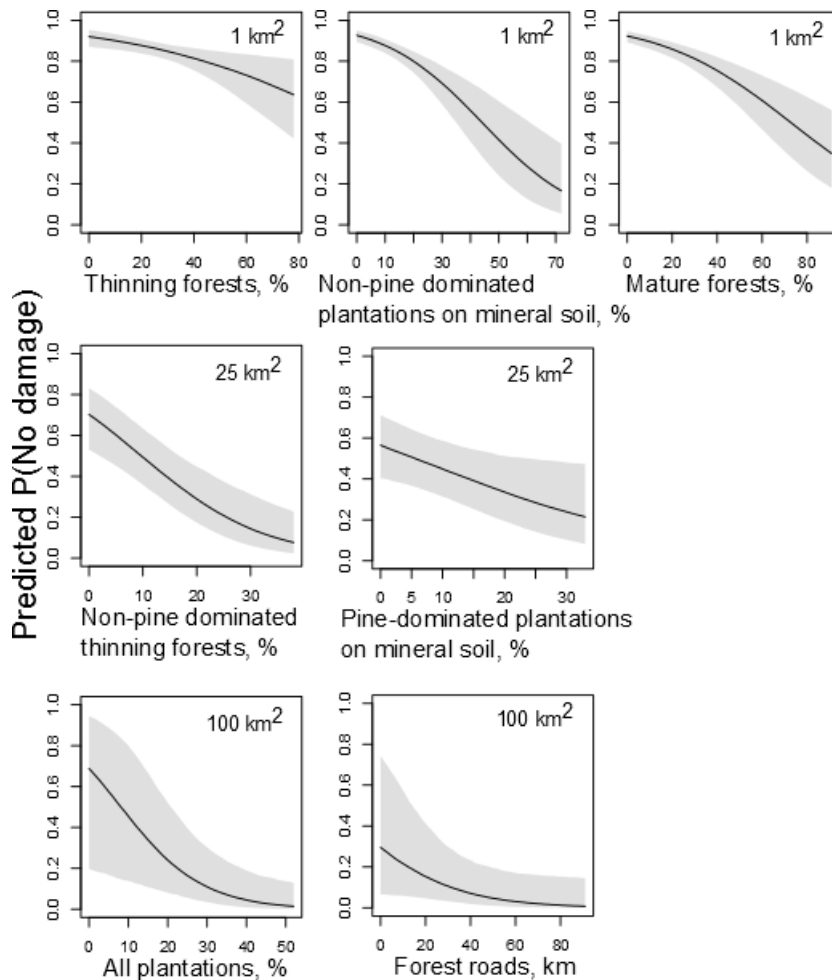 Predicted P(No damage)
1 km²
0.0 0.2 0.4 0.6 0.8 1.0
0 20 40 60 80
Thinning forests, %
1 km²
0.0 0.2 0.4 0.6 0.8 1.0
0 10 30 50 70
Non-pine dominated
plantations on mineral soil, %
1 km²
0.0 0.2 0.4 0.6 0.8 1.0
0 20 40 60 80
Mature forests, %
25 km²
0.0 0.2 0.4 0.6 0.8 1.0
0 10 20 30
Non-pine dominated
thinning forests, %
25 km²
0.0 0.2 0.4 0.6 0.8 1.0
0 5 10 20 30
Pine-dominated plantations
on mineral soil, %
100 km²
0.0 0.2 0.4 0.6 0.8 1.0
0 10 20 30 40 50
All plantations, %
100 km²
0.0 0.2 0.4 0.6 0.8 1.0
0 20 40 60 80
Forest roads, km